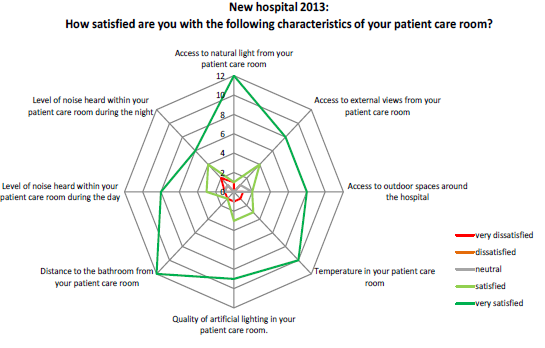 New hospital 2013:
How satisfied are you with the following characteristics of your patient care room?
Access to natural light from your
patient care room
12
10
8
6
4
2
0
Access to external views from your
patient care room
Access to outdoor spaces around
the hospital
Temperature in your patient care
room
Quality of artificial lighting in your
patient care room.
Distance to the bathroom from
your patient care room
Level of noise heard within your
patient care room during the day
Level of noise heard within your
patient care room during the night
very dissatisfied
dissatisfied
neutral
satisfied
very satisfied